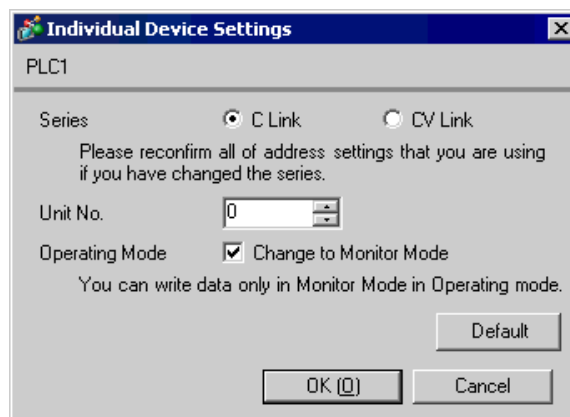 Individual Device Settings
PLC1
Series C Link CV Link
Please reconfirm all of address settings that you are using
if you have changed the series.
Unit No. 0
Operating Mode Change to Monitor Mode
You can write data only in Monitor Mode in Operating mode.
Default
OK (O) Cancel